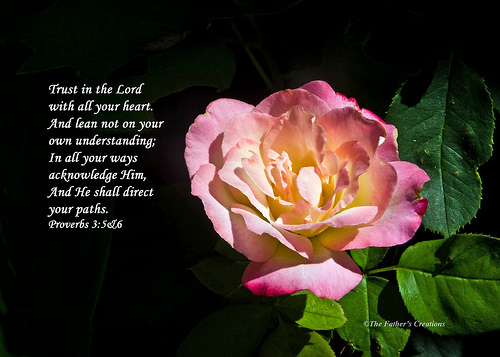 Trust in the Lord
with all your heart.
And lean not on your
own understanding;
In all your ways
acknowledge Him,
And He shall direct
your paths.
Proverbs 3:5&6
©The Father's Creations